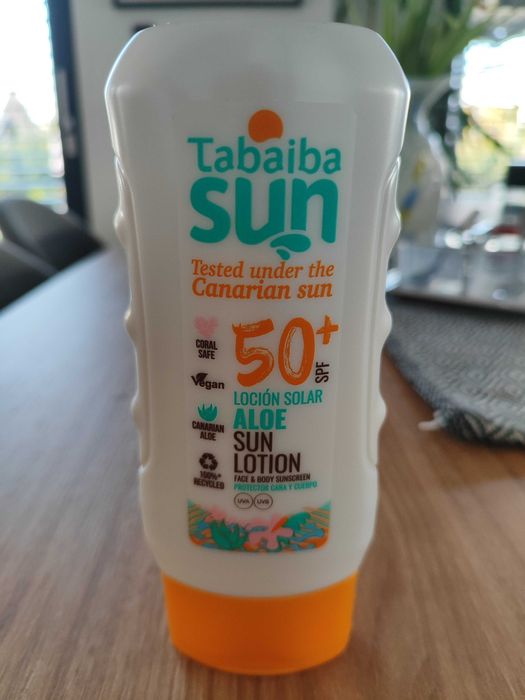 Tabaiba
sun
Tested under the
Canarian sun
50+
SPF
CORAL
SAFE
Vegan
CANARIAN
ALOE
100%*
RECYCLED
LOCIÓN SOLAR
ALOE
SUN
LOTION
FACE & BODY SUNSCREEN
PROTECTOR CARA Y CUERPO
UVA UVB